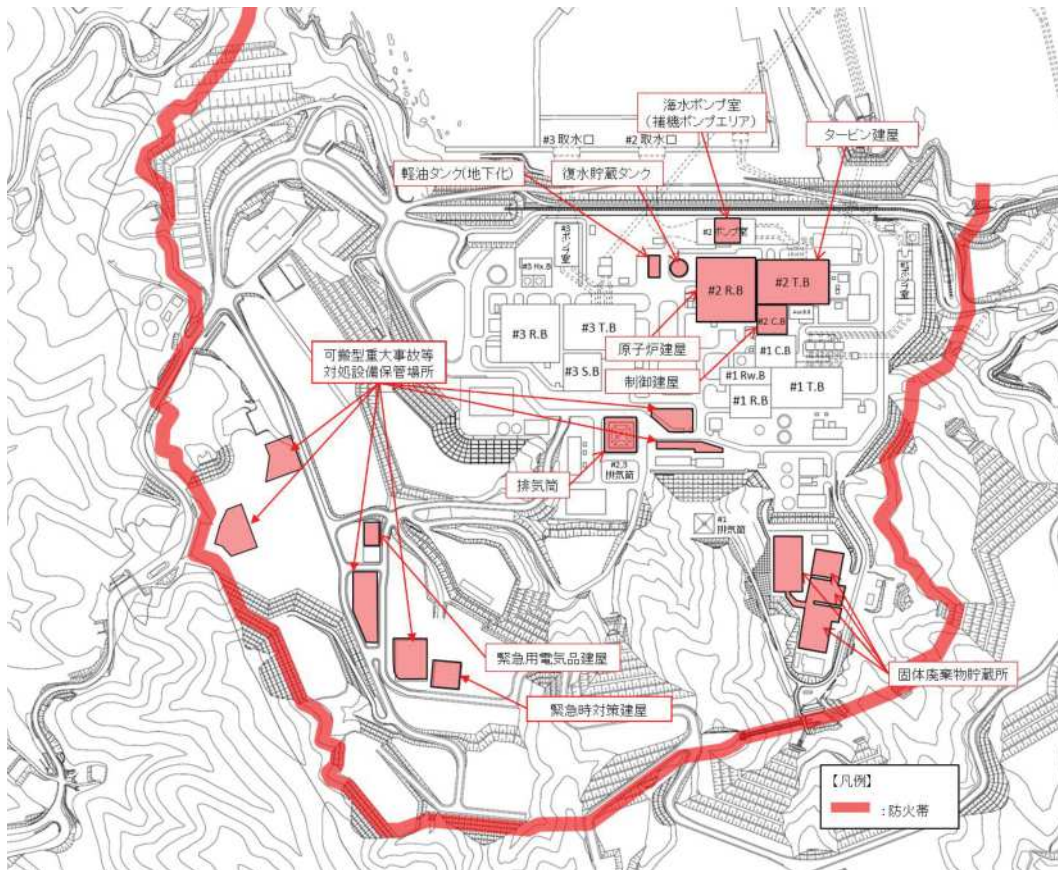 海水ポンプ室
(補機ポンプエリア)
タービン建屋
#3 取水口
#2 取水口
軽油タンク(地下化)
復水貯蔵タンク
#2 ポンプ室
#3 Hx.B
#2 R.B
#2 T.B
#2 C.B
#3 R.B
#3 T.B
#3 S.B
原子炉建屋
制御建屋
#1 C.B
#1 Rw.B
#1 R.B
#1 T.B
可搬型重大事故等
対処設備保管場所
排気筒
#2,3
排気筒
#1
排気筒
緊急用電気品建屋
緊急時対策建屋
固体廃棄物貯蔵所
【凡例】
:防火帯